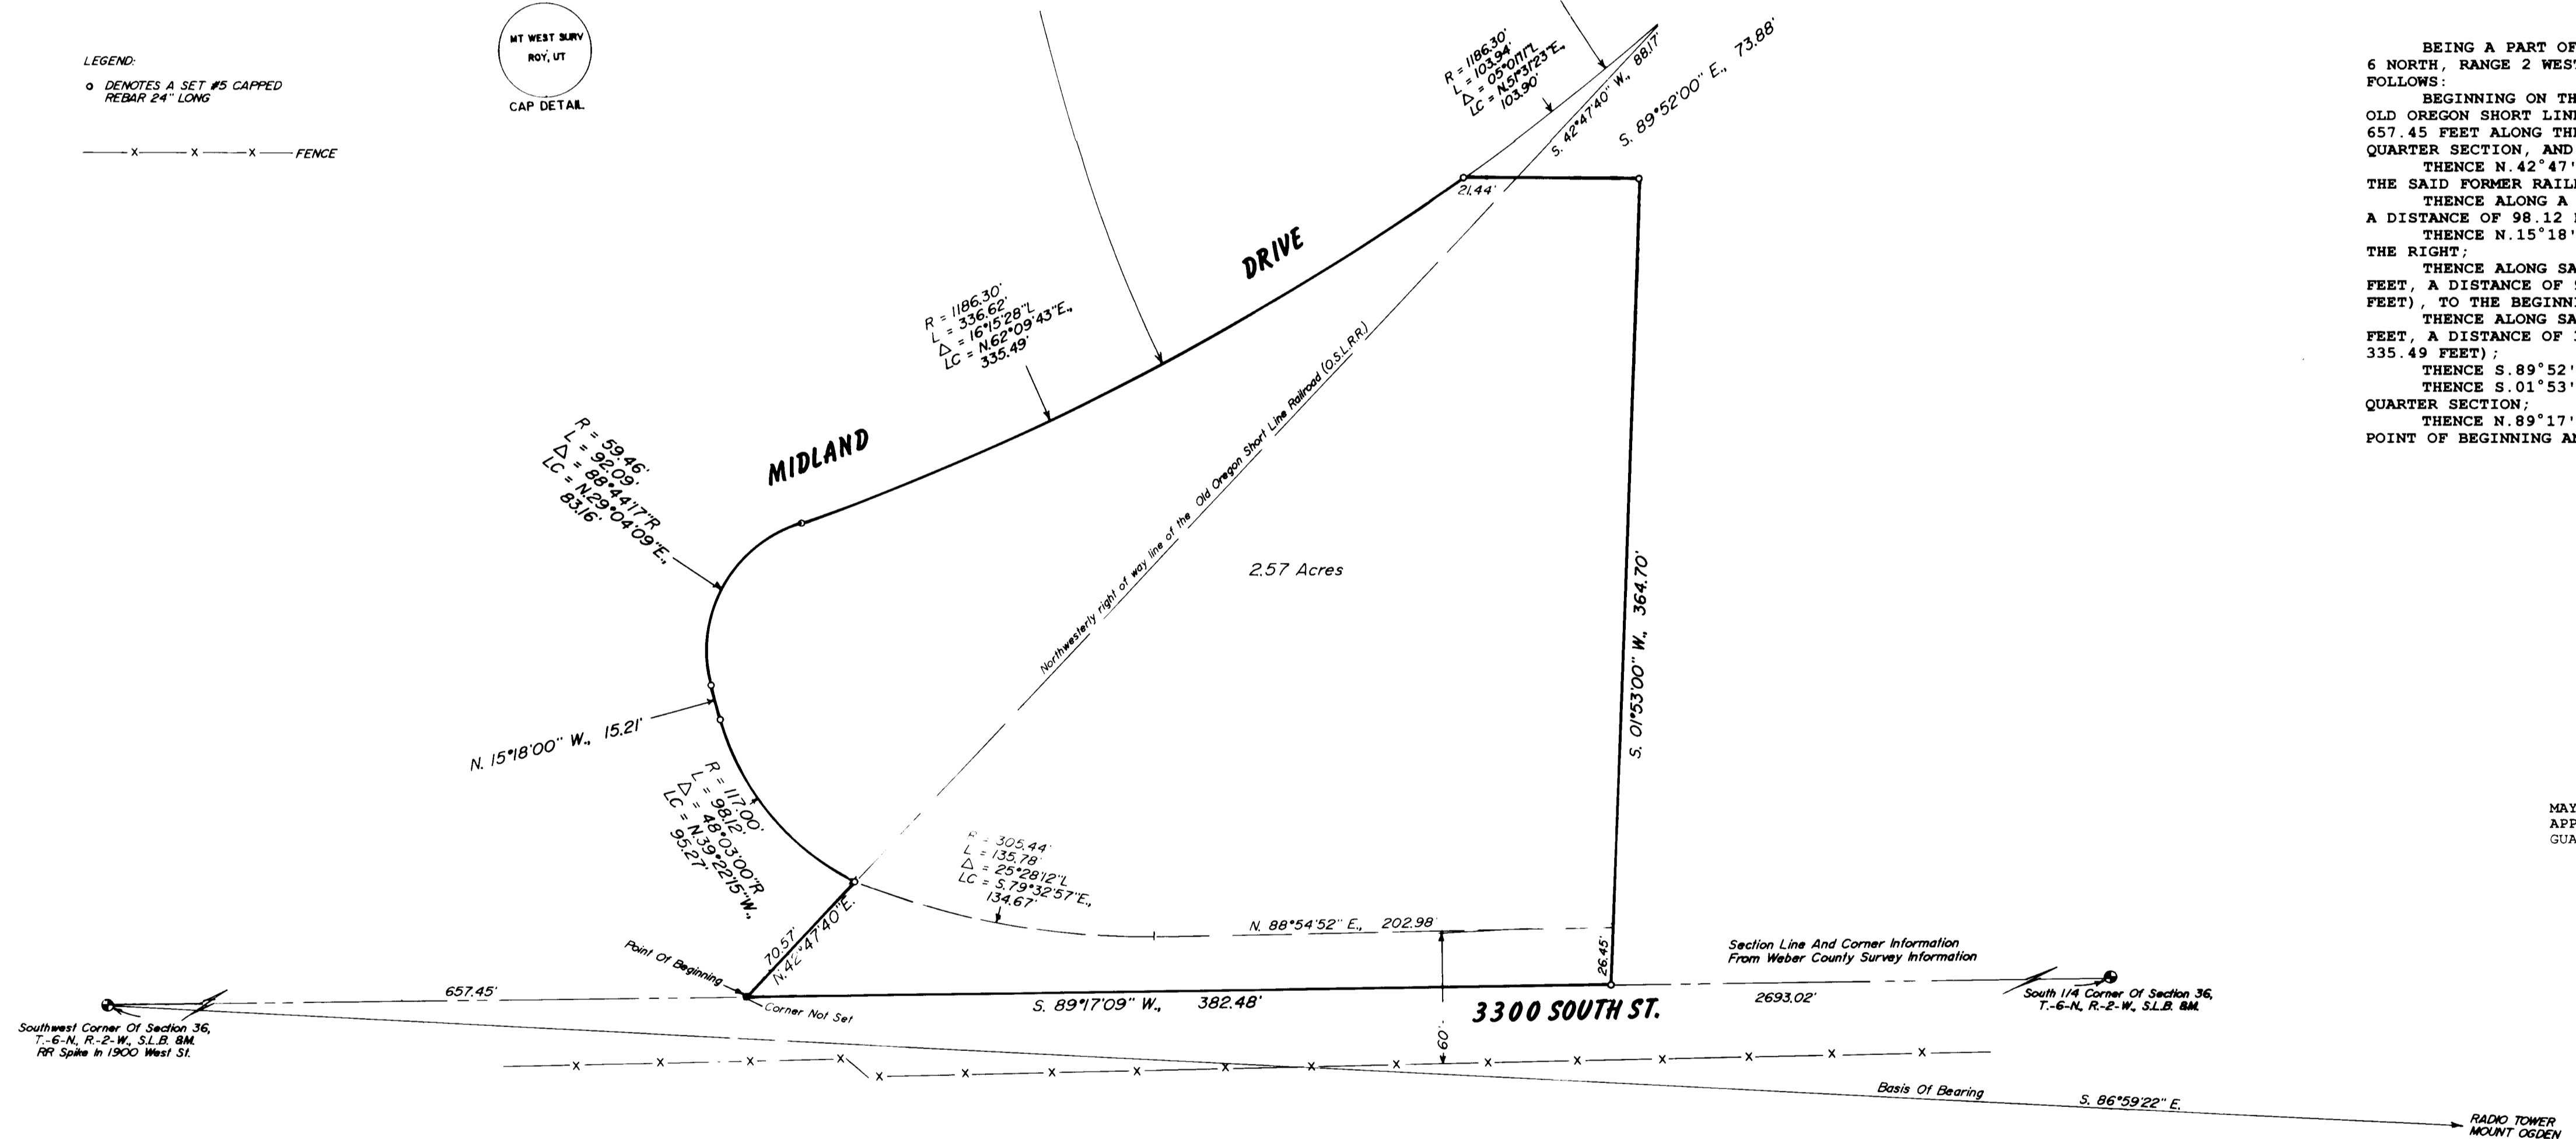 LEGEND:
o DENOTES A SET #5 CAPPED
REBAR 24" LONG
X X X FENCE
MT WEST SURV
ROY, UT
CAP DETAIL
R = 1186.30'
L = 103.94'
Δ = 05°01'17"L
LC = N.51°31'23"E.,
103.90'
S. 42°47'40" W., 88.17'
S. 89°52'00" E., 73.88'
21.44'
MIDLAND DRIVE
R = 1186.30'
L = 336.62'
Δ = 16°15'28"L
LC = N.62°09'43"E.,
335.49'
R = 59.46'
L = 92.09'
Δ = 88°44'17"R
LC = N.29°04'09"E.,
83.16'
Northwesterly right of way line of the Old Oregon Short Line Railroad (O.S.L.R.R.)
2.57 Acres
S. 01°53'00" W., 364.70'
N. 15°18'00" W., 15.21'
R = 117.00'
L = 98.12'
Δ = 48°03'00"R
LC = N.39°22'15"W.,
95.27'
R = 305.44'
L = 135.78'
Δ = 25°28'12"L
LC = S.79°32'57"E.,
134.67'
N. 88°54'52" E., 202.98'
26.45'
70.57'
N.42°47'40"E.
Point Of Beginning
Corner Not Set
657.45'
S. 89°17'09" W., 382.48'
3300 SOUTH ST.
60.'
Section Line And Corner Information
From Weber County Survey Information
2693.02'
South 1/4 Corner Of Section 36,
T.-6-N., R.-2-W., S.L.B. &M.
Southwest Corner Of Section 36,
T.-6-N., R.-2-W., S.L.B. &M.
RR Spike In 1900 West St.
X X X X X X X X X X X X X X X X
Basis Of Bearing S. 86°59'22" E.
RADIO TOWER
MOUNT OGDEN
BEING A PART OF
6 NORTH, RANGE 2 WEST
FOLLOWS:
BEGINNING ON TH
OLD OREGON SHORT LINE
657.45 FEET ALONG THE
QUARTER SECTION, AND
THENCE N.42°47'
THE SAID FORMER RAIL
THENCE ALONG A
A DISTANCE OF 98.12
THENCE N.15°18'
THE RIGHT;
THENCE ALONG SA
FEET, A DISTANCE OF
FEET), TO THE BEGINN
THENCE ALONG SA
FEET, A DISTANCE OF
335.49 FEET);
THENCE S.89°52'
THENCE S.01°53'
QUARTER SECTION;
THENCE N.89°17'
POINT OF BEGINNING AN
MAY
APP
GUA